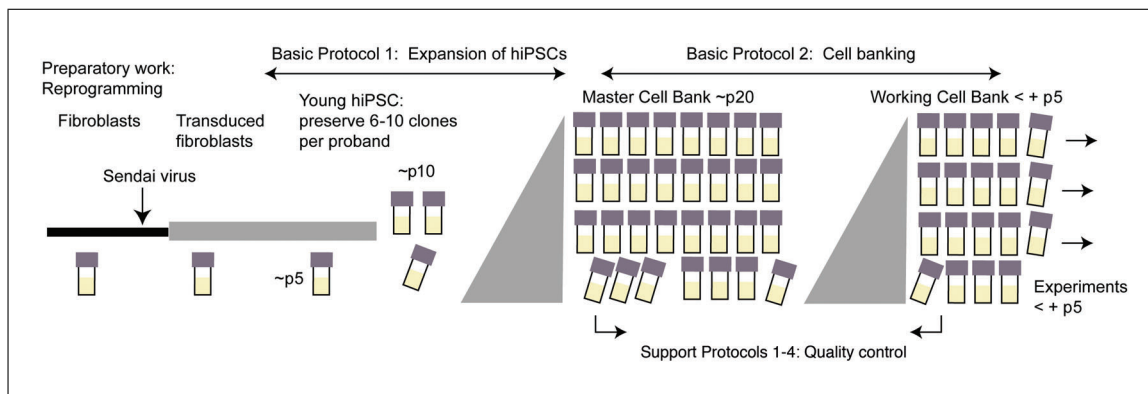 Basic Protocol 1: Expansion of hiPSCs
Basic Protocol 2: Cell banking
Preparatory work:
Reprogramming
Fibroblasts
Transduced
fibroblasts
Young hiPSC:
preserve 6-10 clones
per proband
Master Cell Bank ~p20
Working Cell Bank < + p5
Sendai virus
~p10
~p5
Experiments
< + p5
Support Protocols 1-4: Quality control